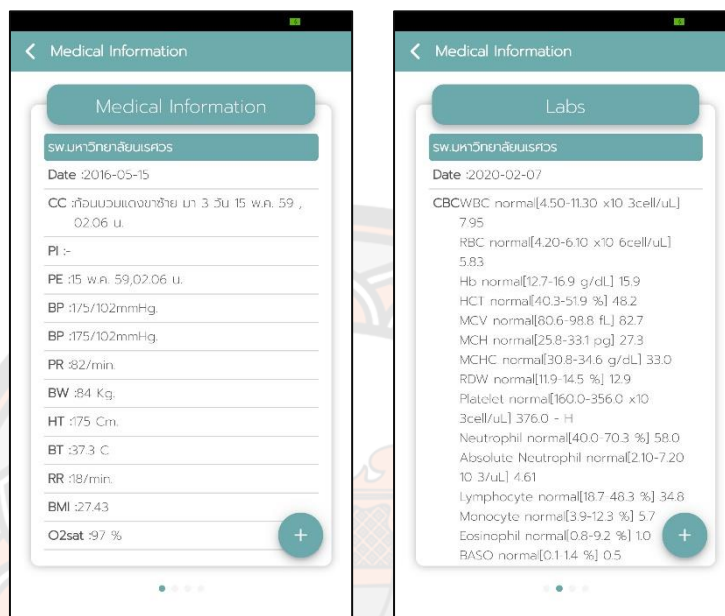 Medical Information
Medical Information
รพ.มหาวิทยาลัยนเรศวร
Date :2016-05-15
CC :ก้อนบวมแดงขาซ้าย มา 3 วัน 15 พ.ค. 59 ,
02.06 น.
PI :-
PE :15 พ.ค. 59,02.06 น.
BP :175/102mmHg.
BP :175/102mmHg.
PR :82/min.
BW :84 Kg.
HT :175 Cm.
BT :37.3 C
RR :18/min.
BMI :27.43
O2sat :97 %
+
Medical Information
Labs
รพ.มหาวิทยาลัยนเรศวร
Date :2020-02-07
CBCWBC normal[4.50-11.30 x10 3cell/uL]
7.95
RBC normal[4.20-6.10 x10 6cell/uL]
5.83
Hb normal[12.7-16.9 g/dL] 15.9
HCT normal[40.3-51.9 %] 48.2
MCV normal[80.6-98.8 fL] 82.7
MCH normal[25.8-33.1 pg] 27.3
MCHC normal[30.8-34.6 g/dL] 33.0
RDW normal[11.9-14.5 %] 12.9
Platelet normal[160.0-356.0 x10
3cell/uL] 376.0 - H
Neutrophil normal[40.0-70.3 %] 58.0
Absolute Neutrophil normal[2.10-7.20
10 3/uL] 4.61
Lymphocyte normal[18.7-48.3 %] 34.8
Monocyte normal[3.9-12.3 %] 5.7
Eosinophil normal[0.8-9.2 %] 1.0
BASO normal[0.1-1.4 %] 0.5
+